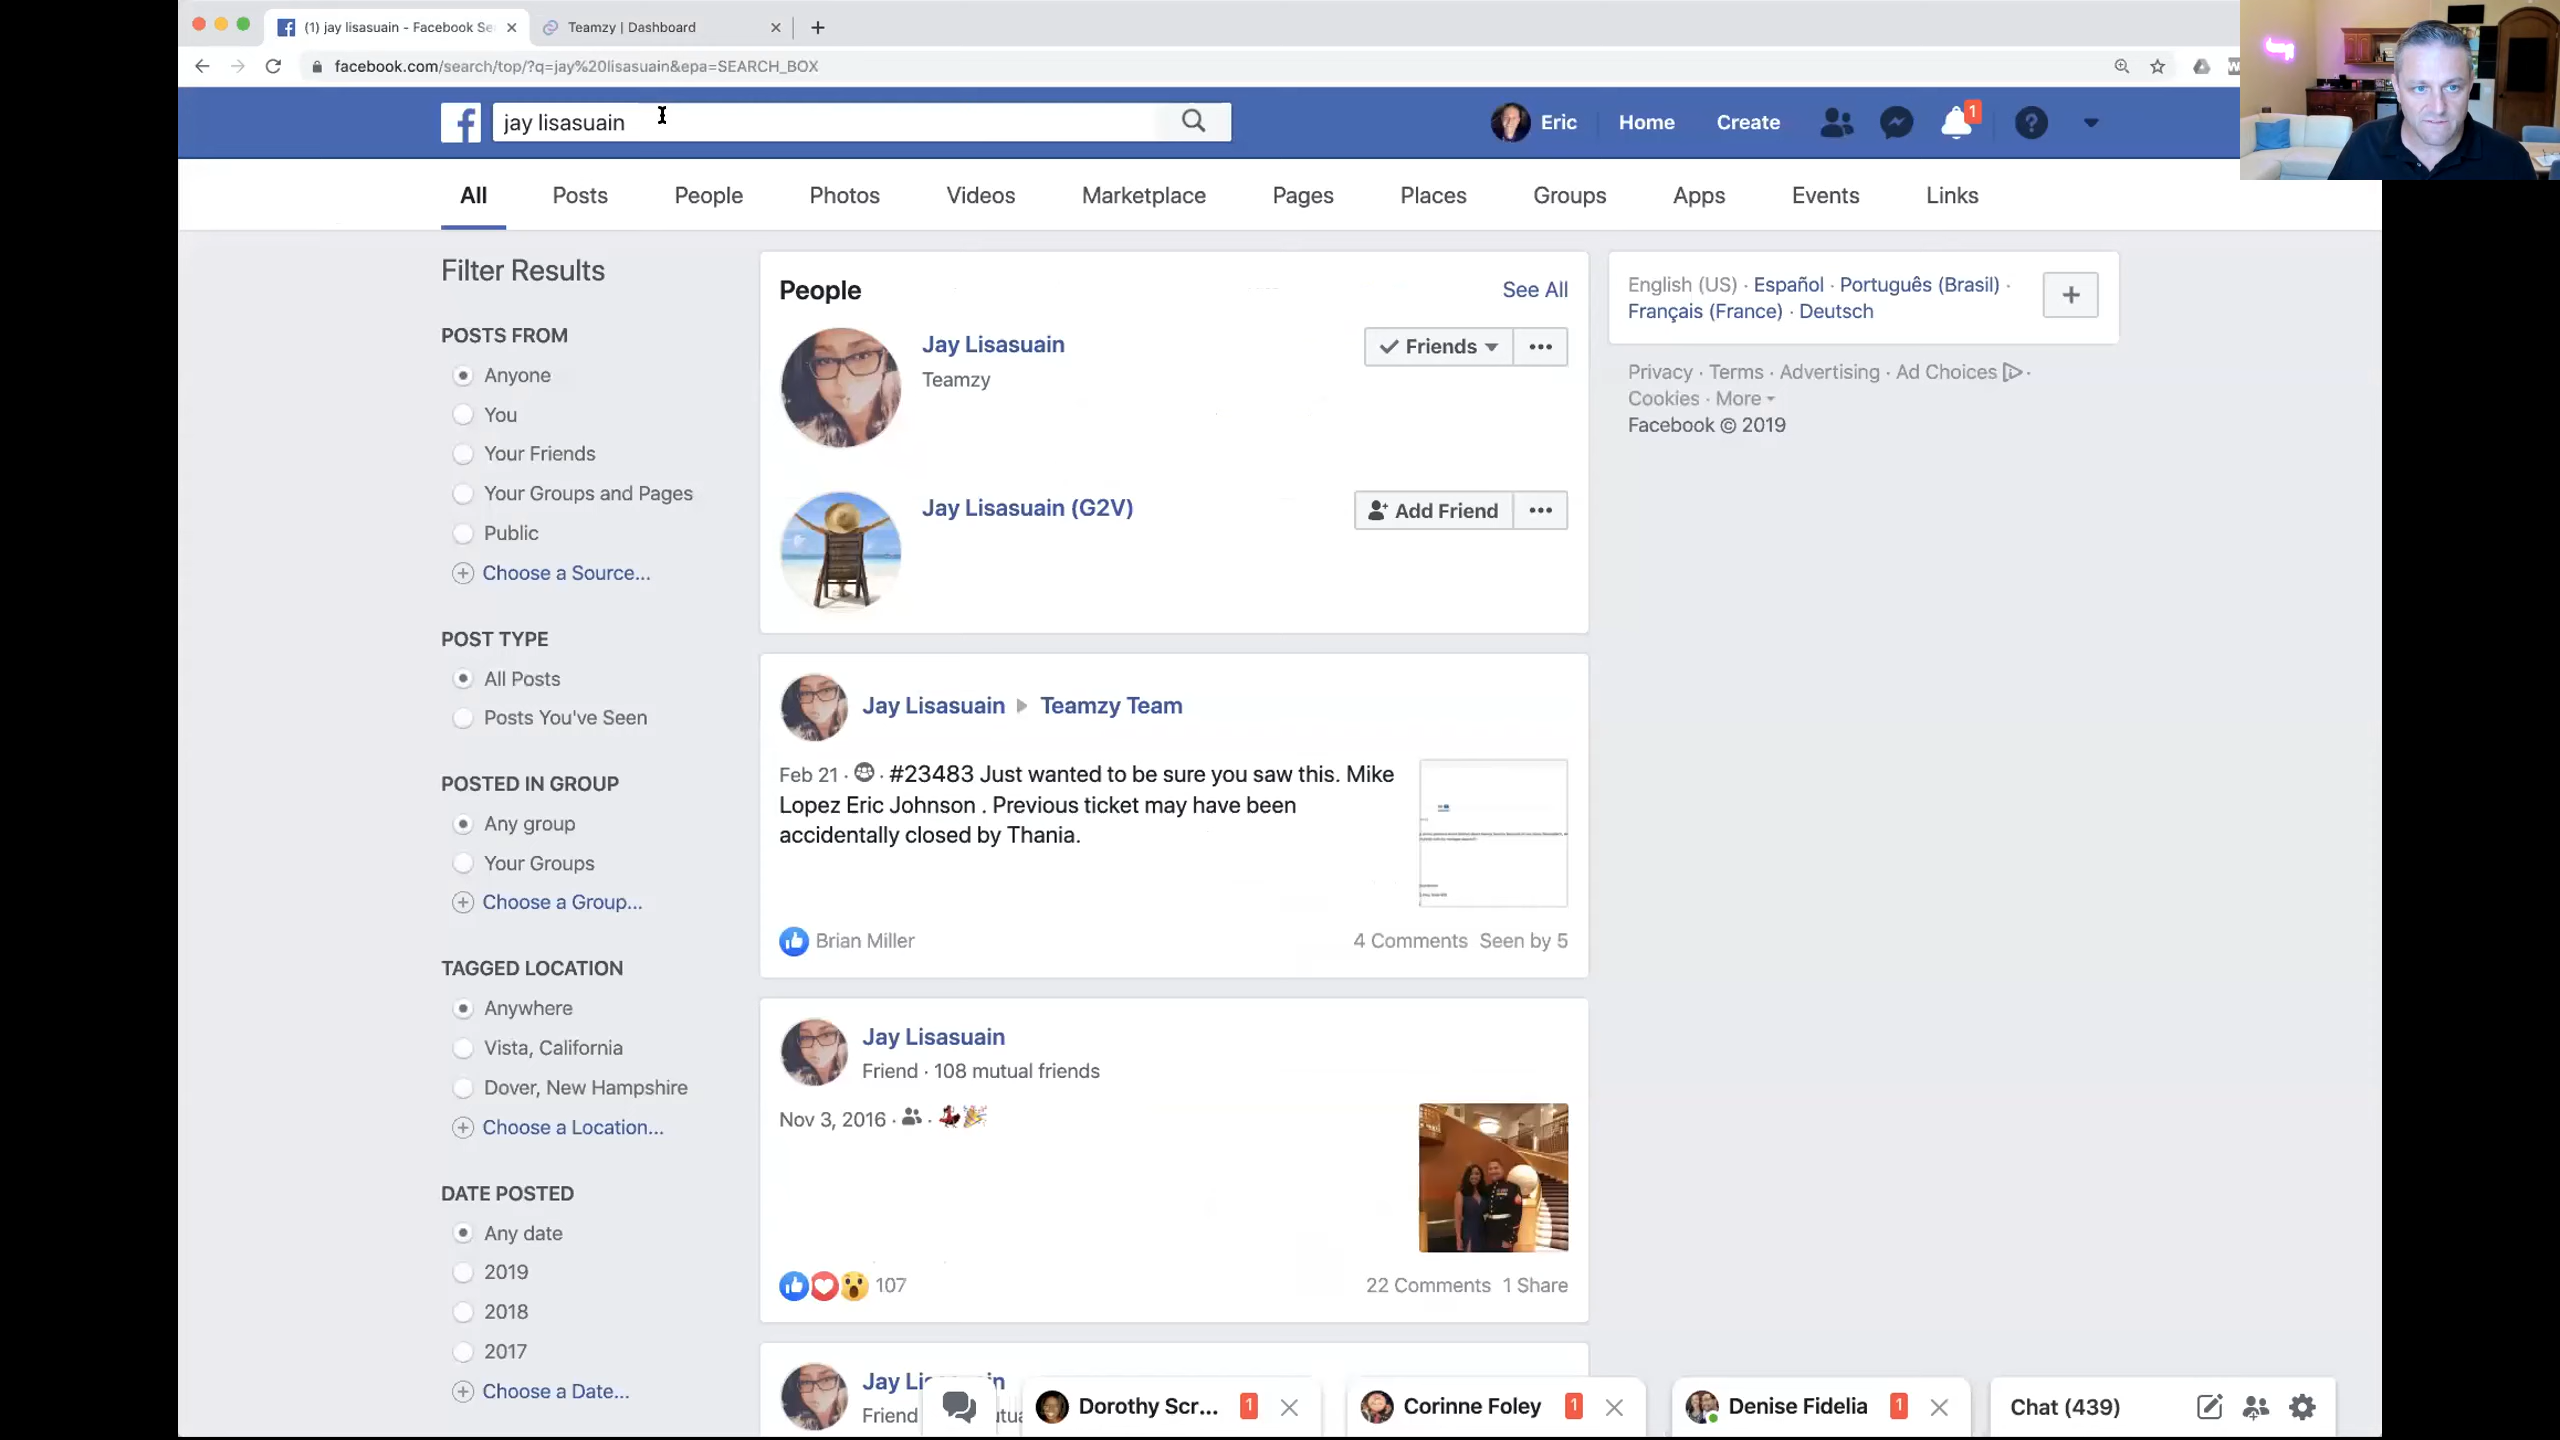 (1) jay lisasuain - Facebook Se
Teamzy | Dashboard
facebook.com/search/top/?q=jay%20lisasuain&epa=SEARCH_BOX
jay lisasuain
Eric
Home
Create
1
All
Posts
People
Photos
Videos
Marketplace
Pages
Places
Groups
Apps
Events
Links
Filter Results
POSTS FROM
Anyone
You
Your Friends
Your Groups and Pages
Public
Choose a Source...
POST TYPE
All Posts
Posts You've Seen
POSTED IN GROUP
Any group
Your Groups
Choose a Group...
TAGGED LOCATION
Anywhere
Vista, California
Dover, New Hampshire
Choose a Location...
DATE POSTED
Any date
2019
2018
2017
Choose a Date...
People
See All
Jay Lisasuain
Teamzy
Friends
Jay Lisasuain (G2V)
Add Friend
Jay Lisasuain ▸ Teamzy Team
Feb 21 · #23483 Just wanted to be sure you saw this. Mike
Lopez Eric Johnson . Previous ticket may have been
accidentally closed by Thania.
Brian Miller
4 Comments Seen by 5
Jay Lisasuain
Friend · 108 mutual friends
Nov 3, 2016 · · 💃🎉
107
22 Comments 1 Share
English (US) · Español · Português (Brasil) ·
Français (France) · Deutsch
Privacy · Terms · Advertising · Ad Choices ·
Cookies · More
Facebook © 2019
Friend
Dorothy Scr... 1
Corinne Foley 1
Denise Fidelia 1
Chat (439)